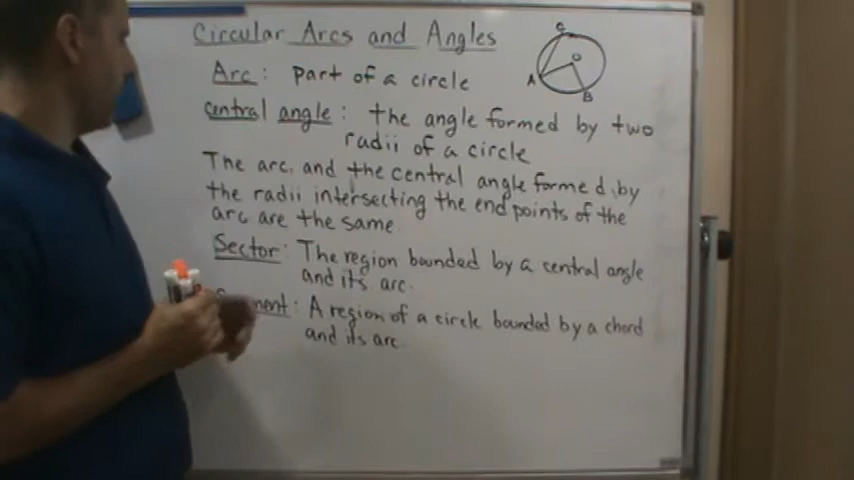 Circular Arcs and Angles
C
O
A
B
Arc: part of a circle
central angle: the angle formed by two
radii of a circle
The arc and the central angle formed by
the radii intersecting the end points of the
arc are the same
Sector: The region bounded by a central angle
and its arc.
A region of a circle bounded by a chord
and its arc